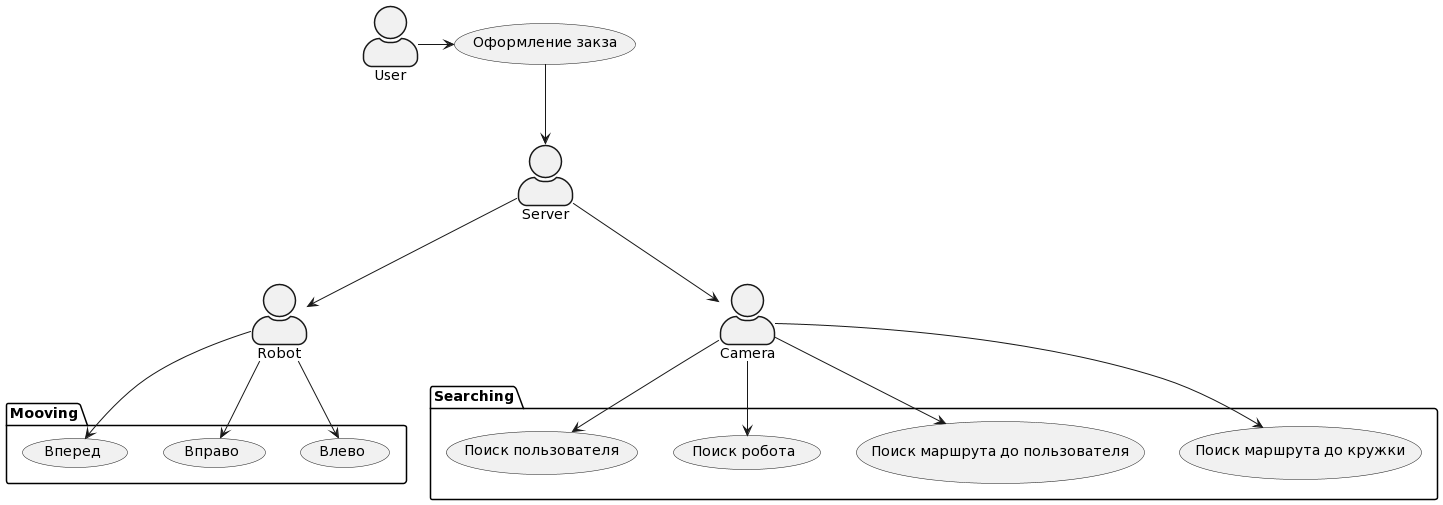 Оформление закза
User
Server
Robot
Camera
Mooving
Вперед
Вправо
Влево
Searching
Поиск пользователя
Поиск робота
Поиск маршрута до пользователя
Поиск маршрута до кружки